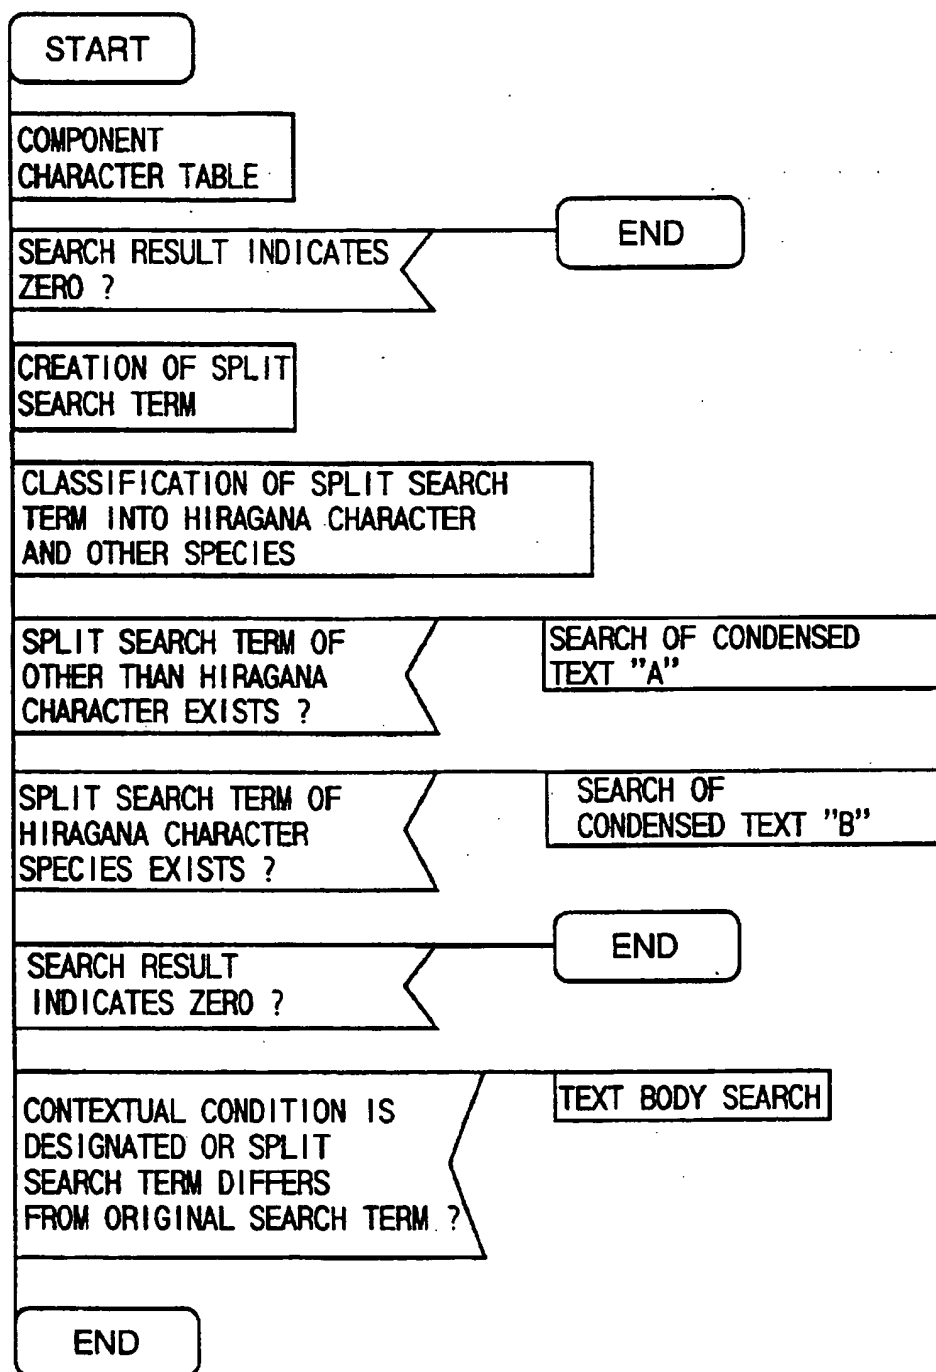 START
COMPONENT
CHARACTER TABLE
SEARCH RESULT INDICATES
ZERO ?
END
CREATION OF SPLIT
SEARCH TERM
CLASSIFICATION OF SPLIT SEARCH
TERM INTO HIRAGANA CHARACTER
AND OTHER SPECIES
SPLIT SEARCH TERM OF
OTHER THAN HIRAGANA
CHARACTER EXISTS ?
SEARCH OF CONDENSED
TEXT "A"
SPLIT SEARCH TERM OF
HIRAGANA CHARACTER
SPECIES EXISTS ?
SEARCH OF
CONDENSED TEXT "B"
SEARCH RESULT
INDICATES ZERO ?
END
CONTEXTUAL CONDITION IS
DESIGNATED OR SPLIT
SEARCH TERM DIFFERS
FROM ORIGINAL SEARCH TERM ?
TEXT BODY SEARCH
END